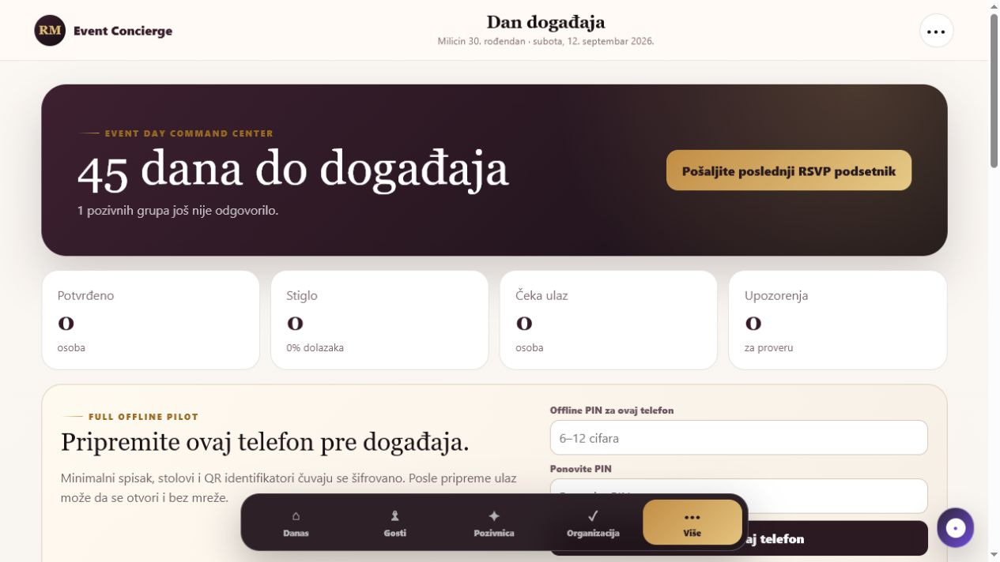 RM Event Concierge
Dan događaja
Milicin 30. rođendan · subota, 12. septembar 2026.
EVENT DAY COMMAND CENTER
45 dana do događaja
1 pozivnih grupa još nije odgovorilo.
Pošaljite poslednji RSVP podsetnik
Potvrđeno
0
osoba
Stiglo
0
0% dolazaka
Čeka ulaz
0
osoba
Upozorenja
0
za proveru
FULL OFFLINE PILOT
Pripremite ovaj telefon pre događaja.
Minimalni spisak, stolovi i QR identifikatori čuvaju se šifrovano. Posle pripreme ulaz
može da se otvori i bez mreže.
Offline PIN za ovaj telefon
6–12 cifara
Ponovite PIN
telefon
Danas
Gosti
Pozivnica
Organizacija
Više